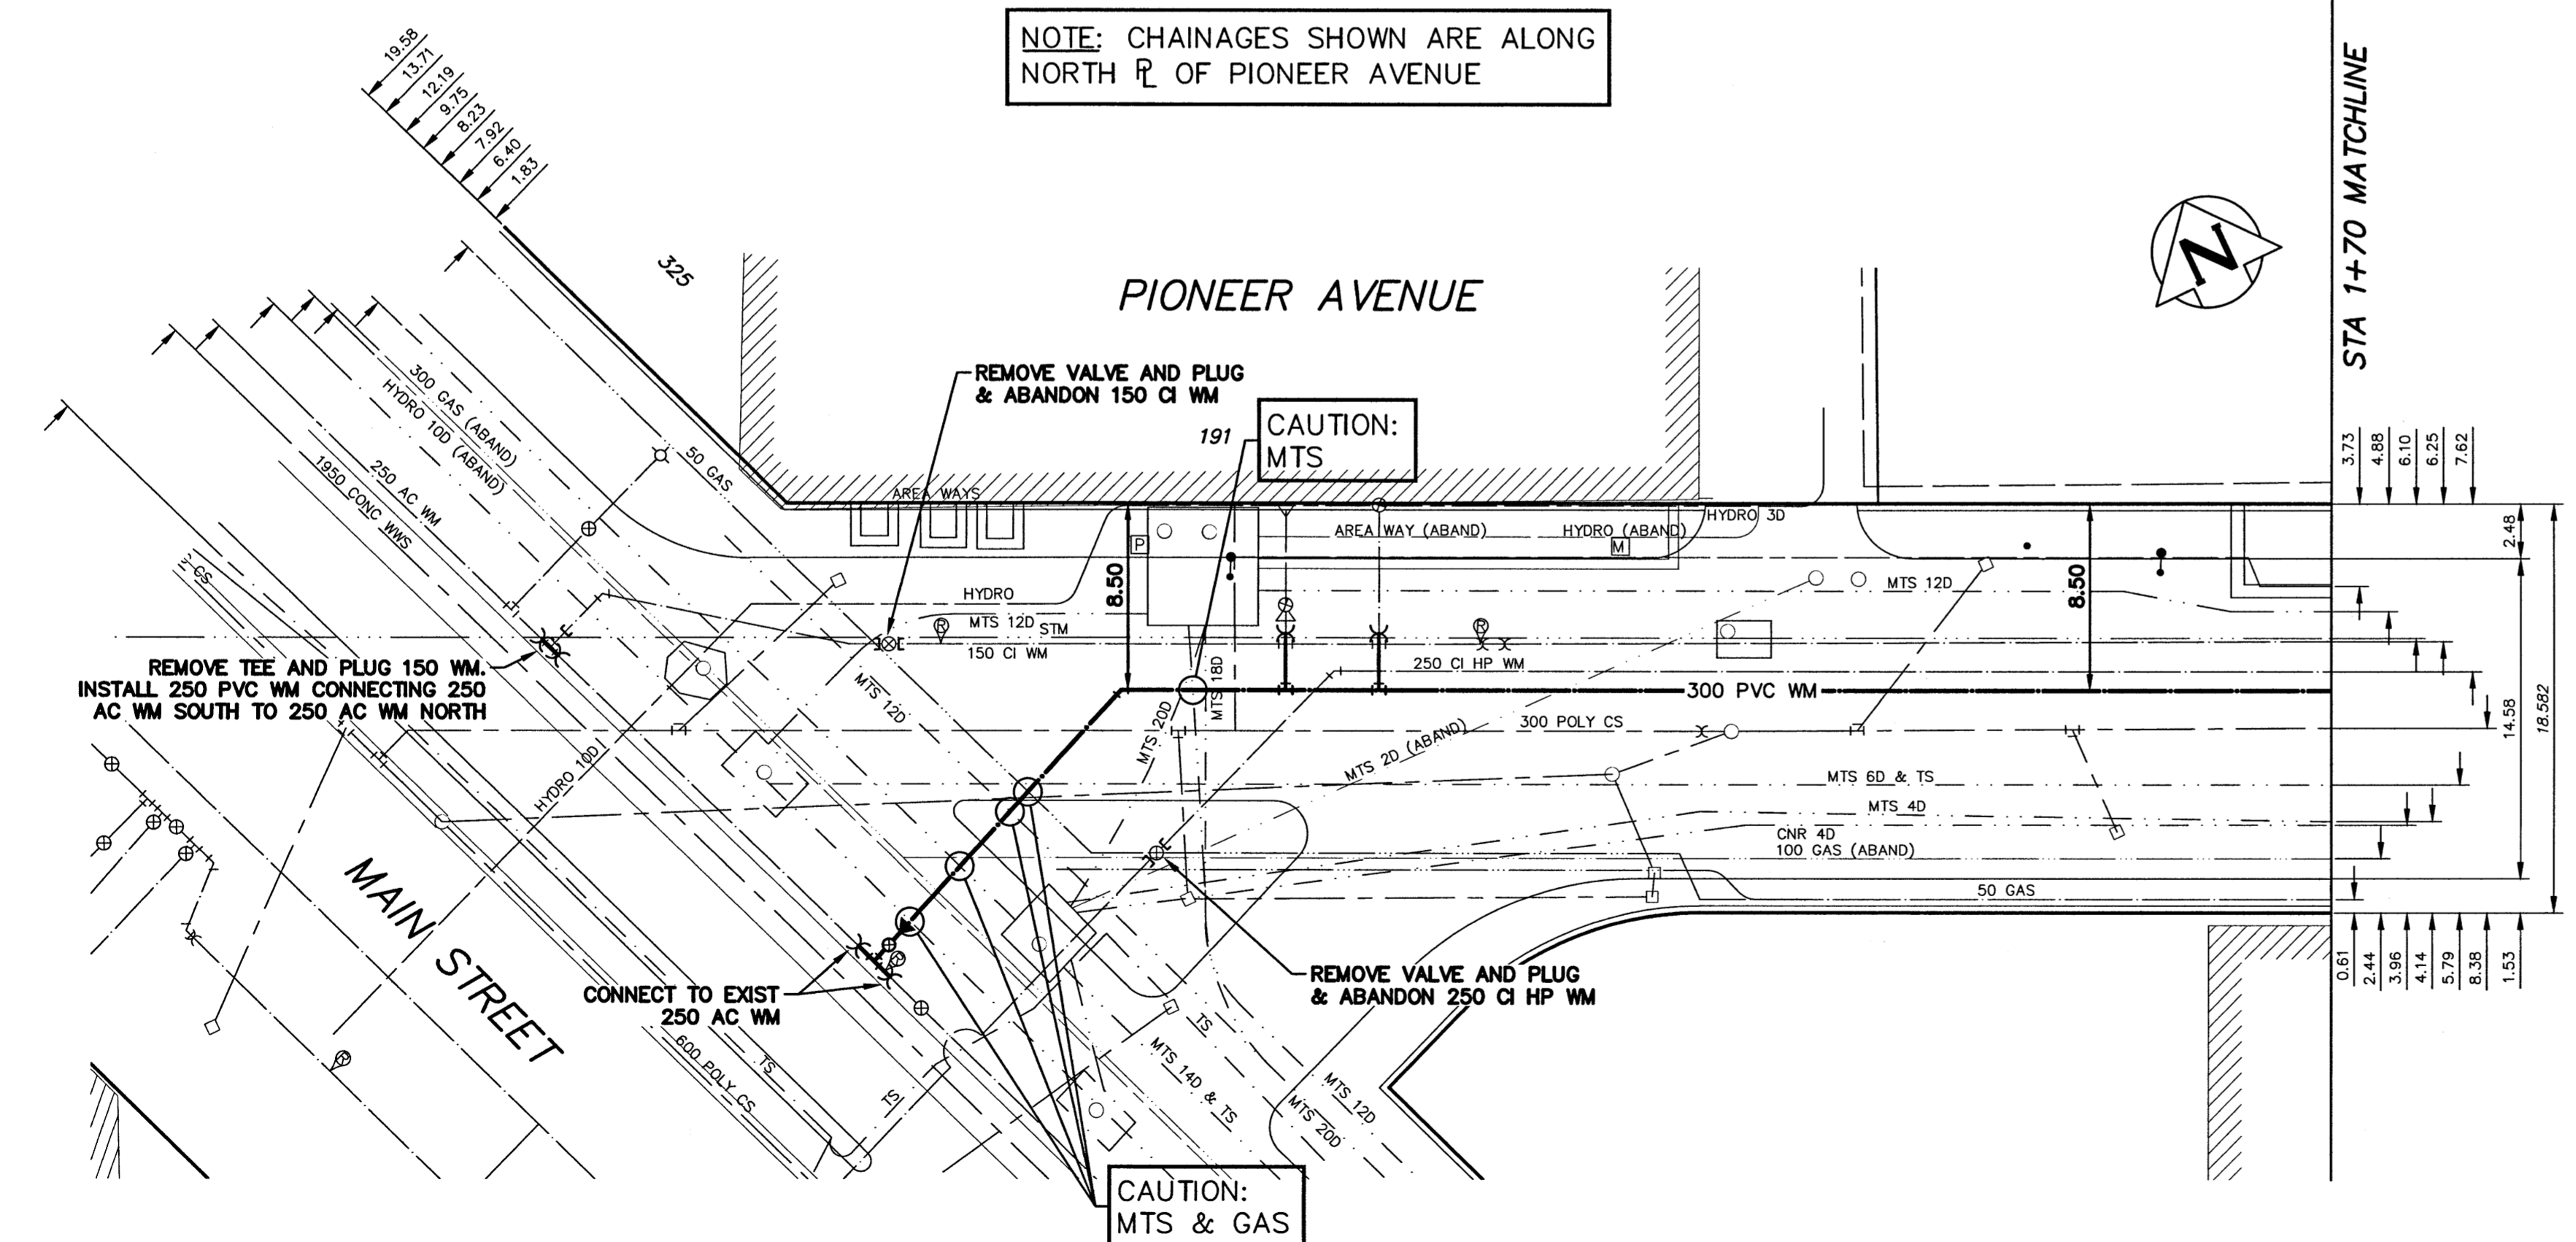 NOTE: CHAINAGES SHOWN ARE ALONG
NORTH ℄ OF PIONEER AVENUE
19.58
13.71
12.19
9.75
8.23
7.92
6.40
1.83
325
PIONEER AVENUE
N
STA 1+70 MATCHLINE
REMOVE VALVE AND PLUG
& ABANDON 150 CI WM
191
CAUTION:
MTS
300 GAS (ABAND)
HYDRO 10D (ABAND)
250 AC WM
1950 CONC WWS
50 GAS
CS
AREA WAYS
AREA WAY (ABAND)
HYDRO (ABAND)
HYDRO 3D
P
M
3.73
4.88
6.10
6.25
7.62
2.48
8.50
8.50
HYDRO
MTS 12D
STM
R
150 CI WM
R
MTS 12D
250 CI HP WM
REMOVE TEE AND PLUG 150 WM.
INSTALL 250 PVC WM CONNECTING 250
AC WM SOUTH TO 250 AC WM NORTH
MTS 12D
MTS 18D
MTS 20D
300 PVC WM
300 POLY CS
MTS 2D (ABAND)
HYDRO 10D
14.58
18.582
MTS 6D & TS
MTS 4D
CNR 4D
100 GAS (ABAND)
50 GAS
MAIN STREET
R
R
CONNECT TO EXIST
250 AC WM
REMOVE VALVE AND PLUG
& ABANDON 250 CI HP WM
0.61
2.44
3.96
4.14
5.79
8.38
1.53
600 POLY CS
TS
TS
TS
MTS 14D & TS
MTS 12D
MTS 20D
CAUTION:
MTS & GAS